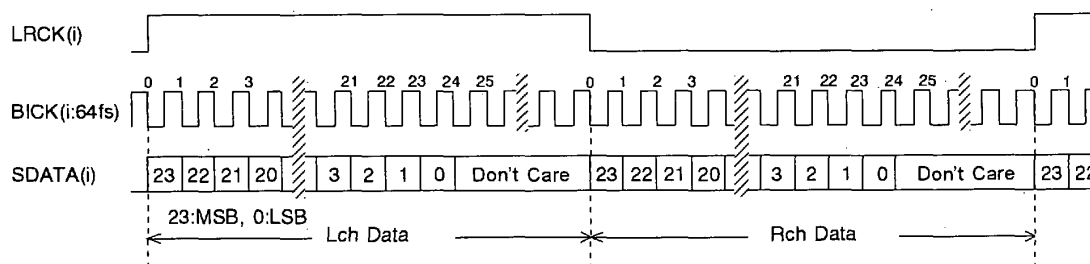 LRCK(i)
0 1 2 3 21 22 23 24 25 0 1 2 3 21 22 23 24 25 0 1
BICK(i:64fs)
SDATA(i) 23 22 21 20 3 2 1 0 Don't Care 23 22 21 20 3 2 1 0 Don't Care 23 22
23:MSB, 0:LSB
Lch Data Rch Data